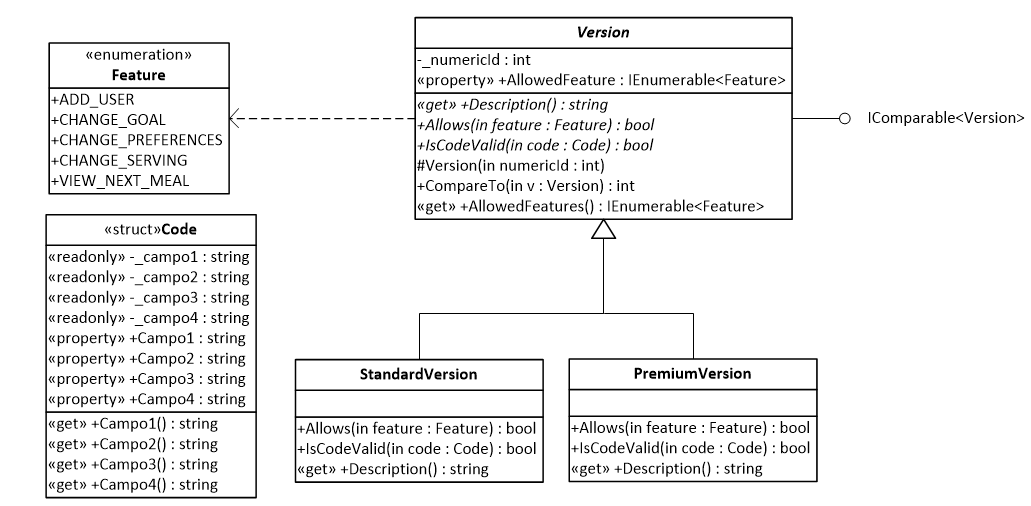 «enumeration»
Feature
+ADD_USER
+CHANGE_GOAL
+CHANGE_PREFERENCES
+CHANGE_SERVING
+VIEW_NEXT_MEAL
Version
-_numericId : int
«property» +AllowedFeature : IEnumerable<Feature>
«get» +Description() : string
+Allows(in feature : Feature) : bool
+IsCodeValid(in code : Code) : bool
#Version(in numericId : int)
+CompareTo(in v : Version) : int
«get» +AllowedFeatures() : IEnumerable<Feature>
IComparable<Version>
«struct»Code
«readonly» -_campo1 : string
«readonly» -_campo2 : string
«readonly» -_campo3 : string
«readonly» -_campo4 : string
«property» +Campo1 : string
«property» +Campo2 : string
«property» +Campo3 : string
«property» +Campo4 : string
«get» +Campo1() : string
«get» +Campo2() : string
«get» +Campo3() : string
«get» +Campo4() : string
StandardVersion
+Allows(in feature : Feature) : bool
+IsCodeValid(in code : Code) : bool
«get» +Description() : string
PremiumVersion
+Allows(in feature : Feature) : bool
+IsCodeValid(in code : Code) : bool
«get» +Description() : string